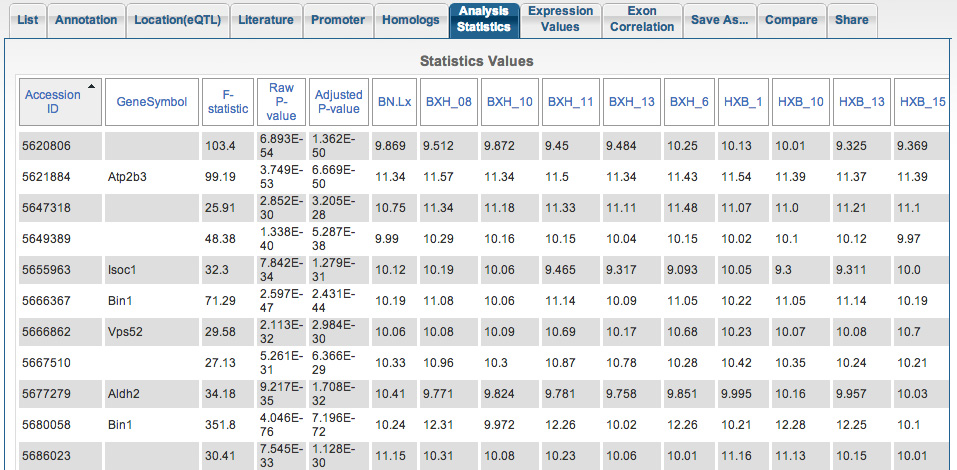 List Annotation Location(eQTL) Literature Promoter Homologs Analysis Statistics Expression Values Exon Correlation Save As... Compare Share
Statistics Values
Accession ID GeneSymbol F-statistic Raw P-value Adjusted P-value BN.Lx BXH_08 BXH_10 BXH_11 BXH_13 BXH_6 HXB_1 HXB_10 HXB_13 HXB_15
5620806 103.4 6.893E-54 1.362E-50 9.869 9.512 9.872 9.45 9.484 10.25 10.13 10.01 9.325 9.369
5621884 Atp2b3 99.19 3.749E-53 6.669E-50 11.34 11.57 11.34 11.5 11.34 11.43 11.54 11.39 11.37 11.39
5647318 25.91 2.852E-30 3.205E-28 10.75 11.34 11.18 11.33 11.11 11.48 11.07 11.0 11.21 11.1
5649389 48.38 1.338E-40 5.287E-38 9.99 10.29 10.16 10.15 10.04 10.15 10.02 10.1 10.12 9.97
5655963 Isoc1 32.3 7.842E-34 1.279E-31 10.12 10.19 10.06 9.465 9.317 9.093 10.05 9.3 9.311 10.0
5666367 Bin1 71.29 2.597E-47 2.431E-44 10.19 11.08 10.06 11.14 10.09 11.05 10.22 11.05 11.14 10.19
5666862 Vps52 29.58 2.113E-32 2.984E-30 10.06 10.08 10.09 10.69 10.17 10.68 10.23 10.07 10.08 10.7
5667510 27.13 5.261E-31 6.366E-29 10.33 10.96 10.3 10.87 10.78 10.28 10.42 10.35 10.24 10.21
5677279 Aldh2 34.18 9.217E-35 1.708E-32 10.41 9.771 9.824 9.781 9.758 9.851 9.995 10.16 9.957 10.03
5680058 Bin1 351.8 4.046E-76 7.196E-72 10.24 12.31 9.972 12.26 10.02 12.26 10.21 12.28 12.25 10.1
5686023 30.41 7.545E-33 1.128E-30 11.15 10.31 10.08 10.23 10.06 10.01 11.16 11.13 10.15 10.01